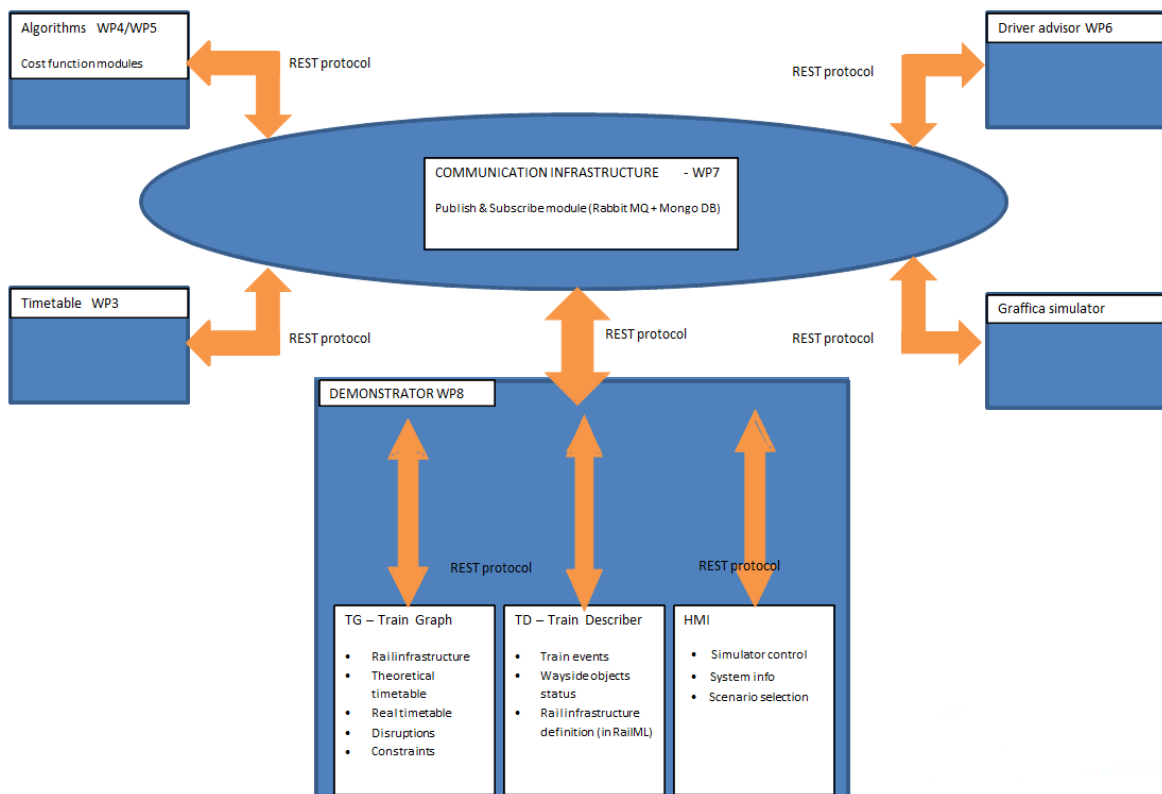 Algorithms WP4/WP5
Cost function modules
REST protocol
REST protocol
Driver advisor WP6
COMMUNICATION INFRASTRUCTURE - WP7
Publish & Subscribe module (Rabbit MQ + Mongo DB)
Timetable WP3
REST protocol
REST protocol
REST protocol
Graffica simulator
DEMONSTRATOR WP8
REST protocol
REST protocol
TG – Train Graph
• Rail infrastructure
• Theoretical
timetable
• Real timetable
• Disruptions
• Constraints
TD – Train Describer
• Train events
• Wayside objects
status
• Rail infrastructure
definition (in RailML)
HMI
• Simulator control
• System info
• Scenario selection